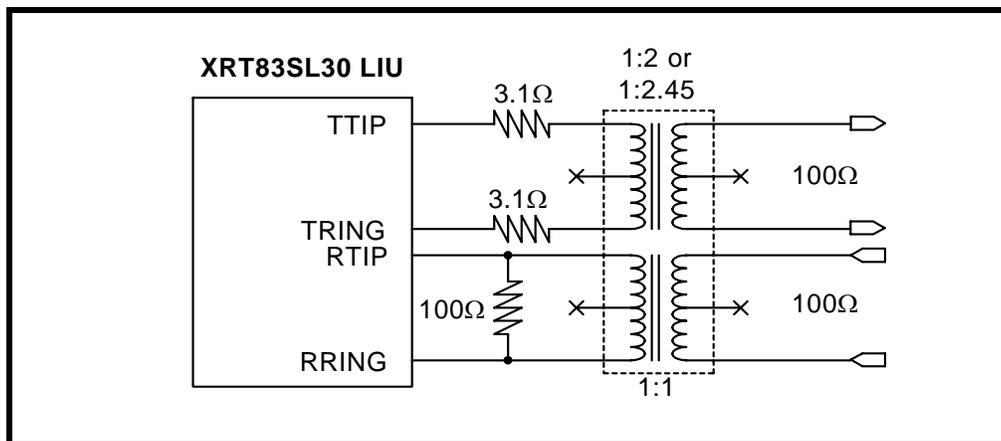 XRT83SL30 LIU
1:2 or
1:2.45
3.1Ω
TTIP
100Ω
3.1Ω
TRING
RTIP
100Ω
100Ω
RRING
1:1